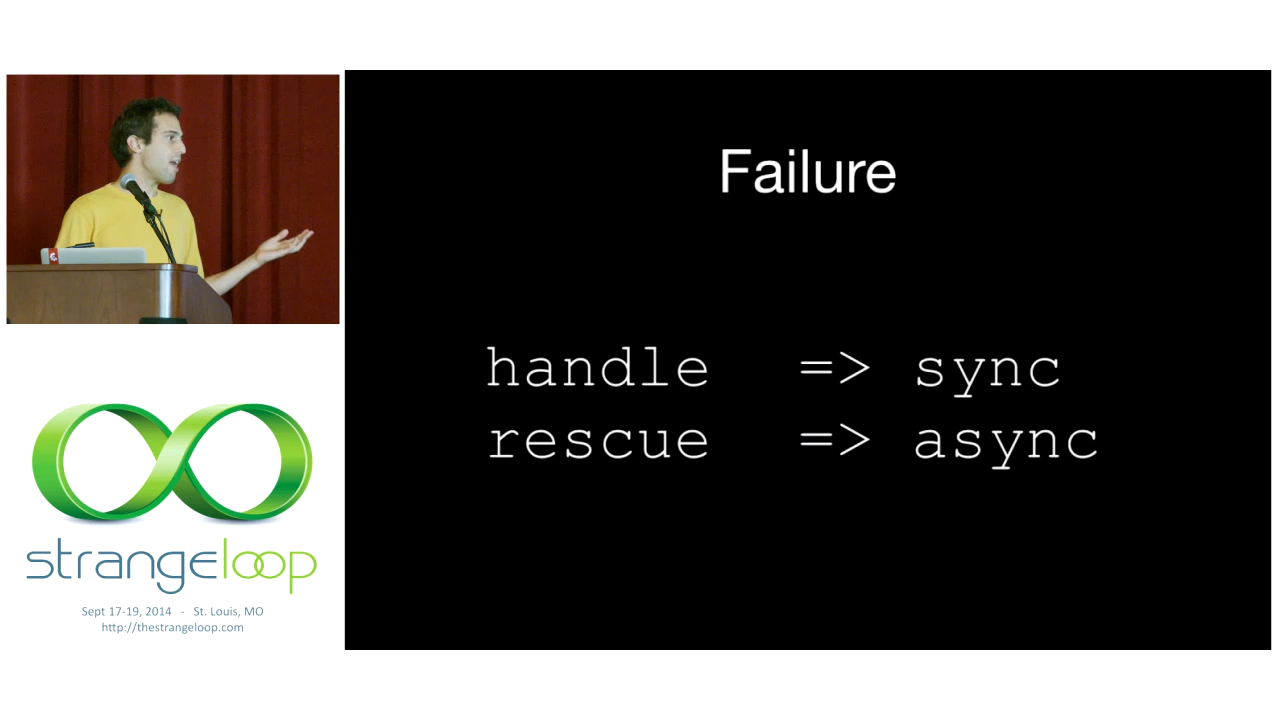 Failure
handle => sync
rescue => async
strangeloop
Sept 17-19, 2014 - St. Louis, MO
http://thestrangeloop.com